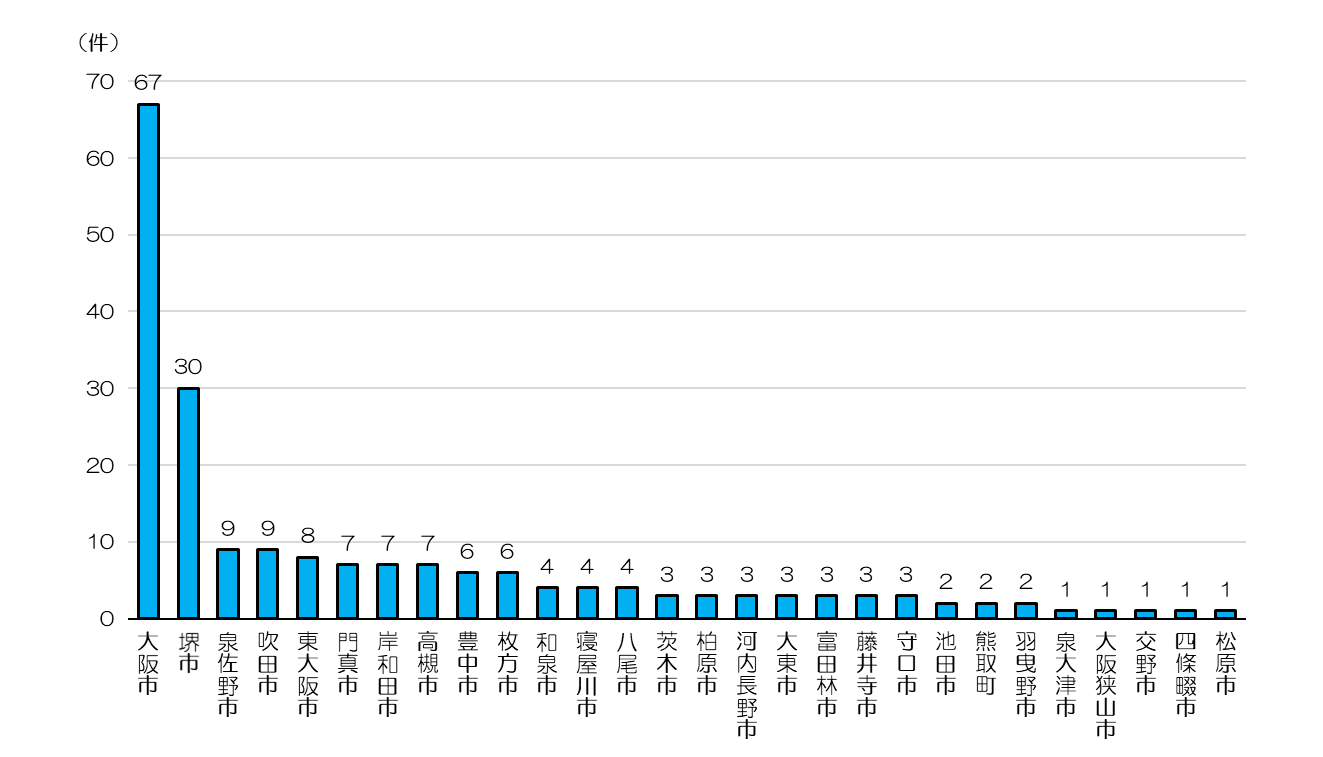 （件）
70
60
50
40
30
20
10
0
67
30
9
9
8
7
7
7
6
6
4
4
4
3
3
3
3
3
3
3
2
2
2
1
1
1
1
1
大阪市
堺市
泉佐野市
吹田市
東大阪市
門真市
岸和田市
高槻市
豊中市
枚方市
和泉市
寝屋川市
八尾市
茨木市
柏原市
河内長野市
大東市
富田林市
藤井寺市
守口市
池田市
熊取町
羽曳野市
泉大津市
大阪狭山市
交野市
四條畷市
松原市